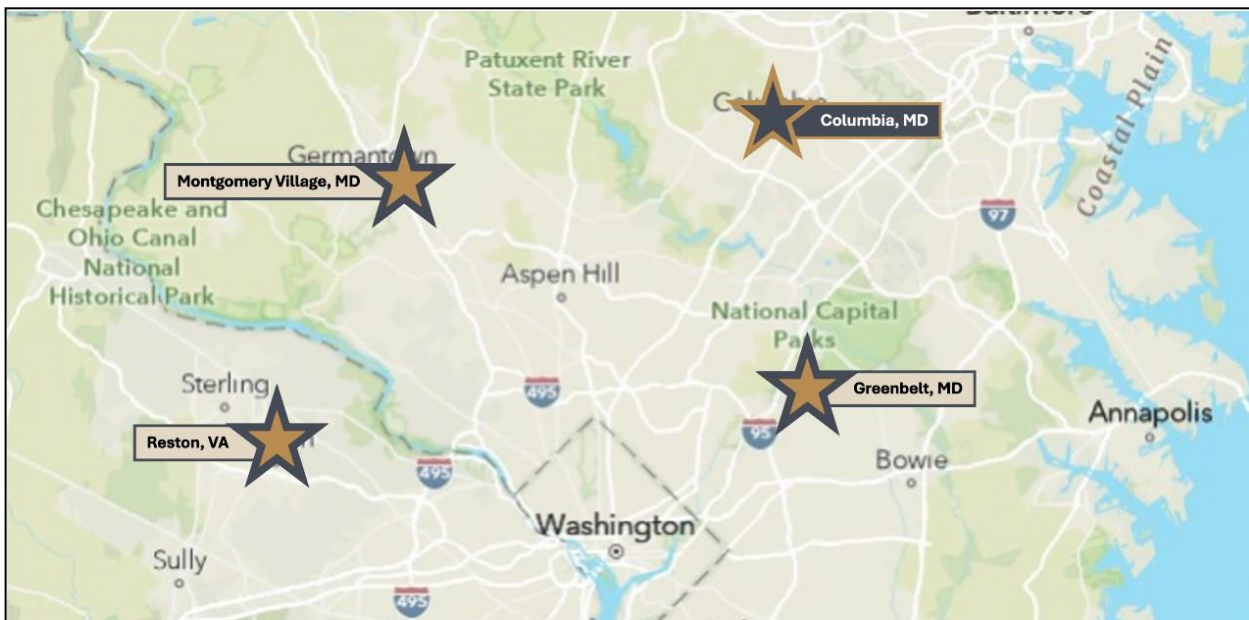 Patuxent River
State Park
Columbia, MD
Germantown
Montgomery Village, MD
Coastal Plain
97
Chesapeake and
Ohio Canal
National
Historical Park
Aspen Hill
National Capital
Parks
Sterling
495
Greenbelt, MD
Annapolis
95
Reston, VA
495
Bowie
Washington
Sully
495